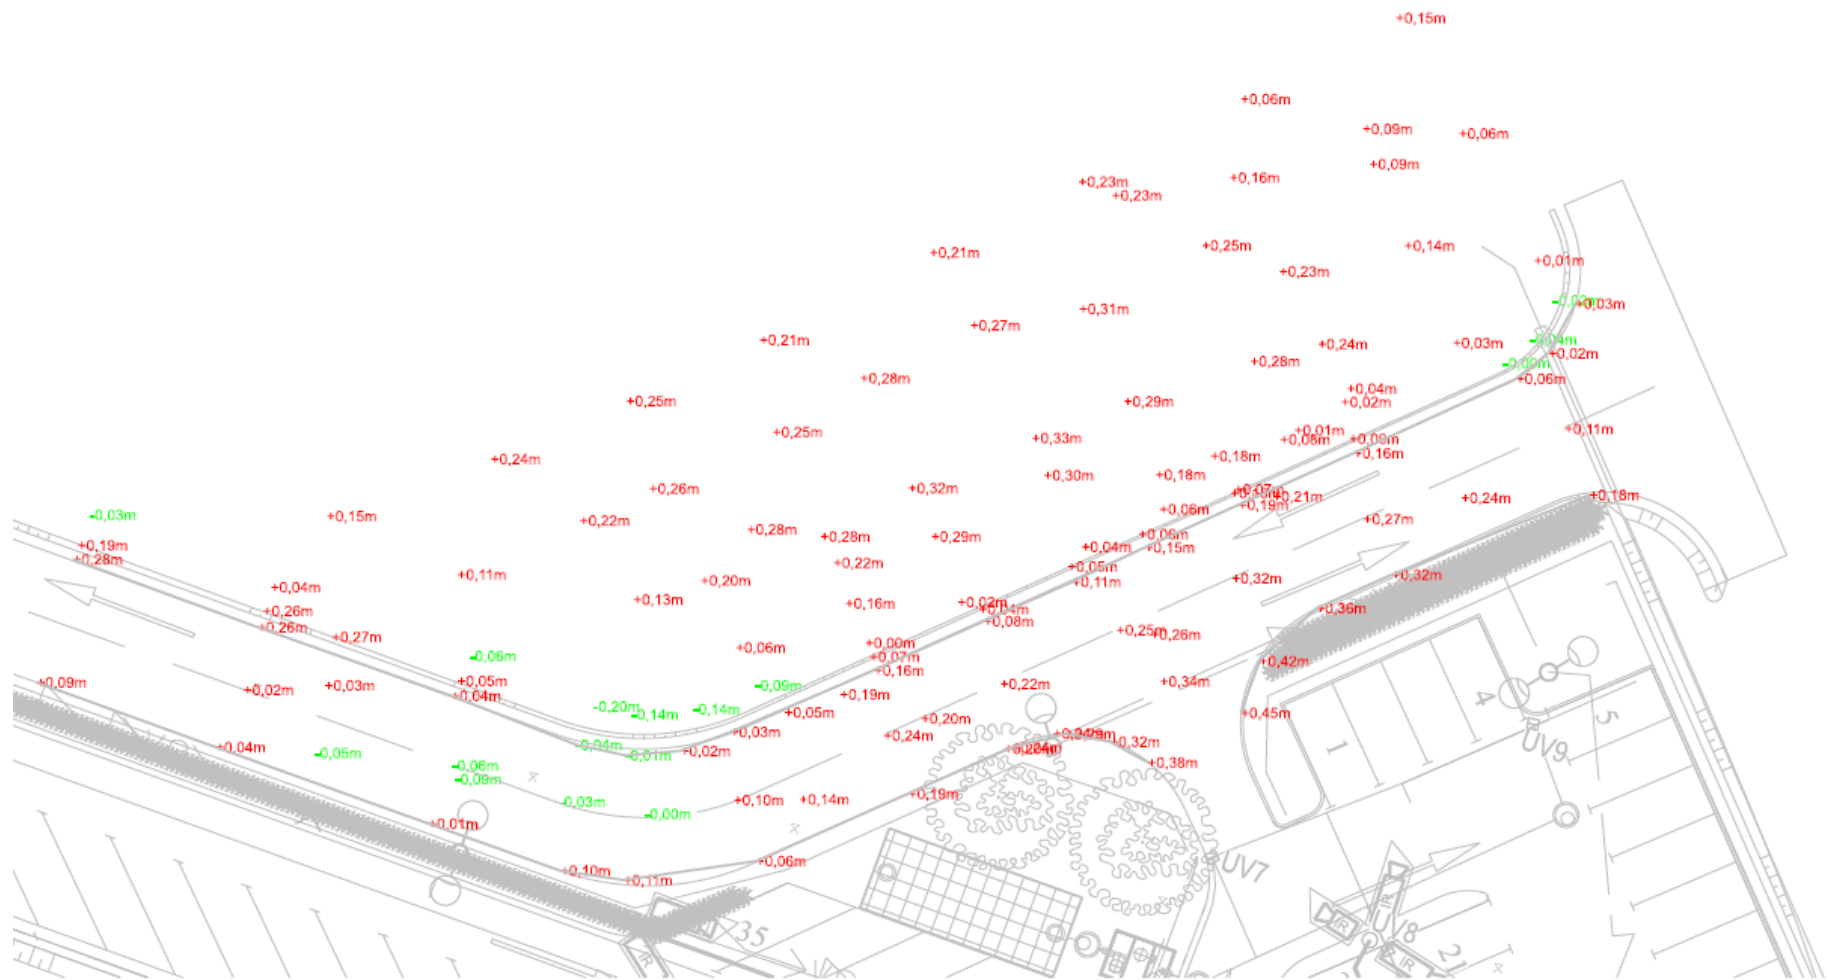 +0,15m
+0,06m
+0,09m
+0,06m
+0,09m
+0,23m
+0,16m
+0,23m
+0,21m
+0,25m
+0,14m
+0,01m
+0,23m
+0,03m
+0,31m
+0,27m
+0,21m
+0,24m
+0,03m
+0,02m
+0,28m
+0,28m
+0,06m
+0,04m
+0,25m
+0,29m
+0,02m
+0,25m
+0,01m
+0,11m
+0,33m
+0,08m
+0,16m
+0,24m
+0,18m
+0,30m
+0,18m
+0,26m
+0,32m
+0,21m
+0,24m
+0,18m
+0,19m
+0,06m
-0,03m
+0,15m
+0,22m
+0,27m
+0,28m
+0,28m
+0,29m
+0,19m
+0,04m
+0,15m
+0,28m
+0,22m
+0,05m
+0,11m
+0,20m
+0,11m
+0,32m
+0,32m
+0,04m
+0,13m
+0,16m
+0,02m
+0,26m
+0,36m
+0,04m
+0,08m
+0,26m
+0,27m
+0,25m
+0,26m
+0,00m
+0,06m
-0,06m
+0,07m
+0,42m
+0,16m
+0,09m
+0,05m
+0,03m
+0,02m
+0,22m
+0,34m
-0,09m
+0,04m
+0,19m
4
-0,20m
-0,14m
-0,14m
+0,05m
+0,45m
5
+0,20m
+0,03m
+0,24m
+0,32m
UV9
1
-0,04m
+0,04m
-0,05m
-0,01m
+0,02m
+0,38m
-0,06m
-0,09m
-0,03m
+0,10m
+0,14m
+0,19m
-0,00m
+0,01m
+0,06m
UV7
+0,10m
+0,11m
35
UV8
21